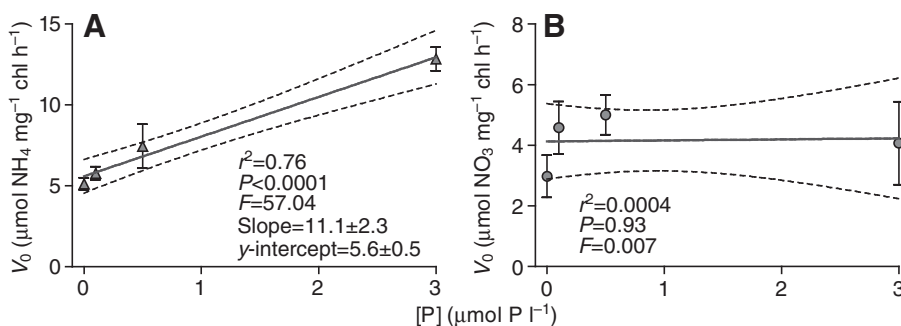 A
V0 (μmol NH4 mg−1 chl h−1)
15
10
5
0
r2=0.76
P<0.0001
F=57.04
Slope=11.1±2.3
y-intercept=5.6±0.5
0 1 2 3
B
V0 (μmol NO3 mg−1 chl h−1)
8
6
4
2
0
r2=0.0004
P=0.93
F=0.007
0 1 2 3
[P] (μmol P l−1)